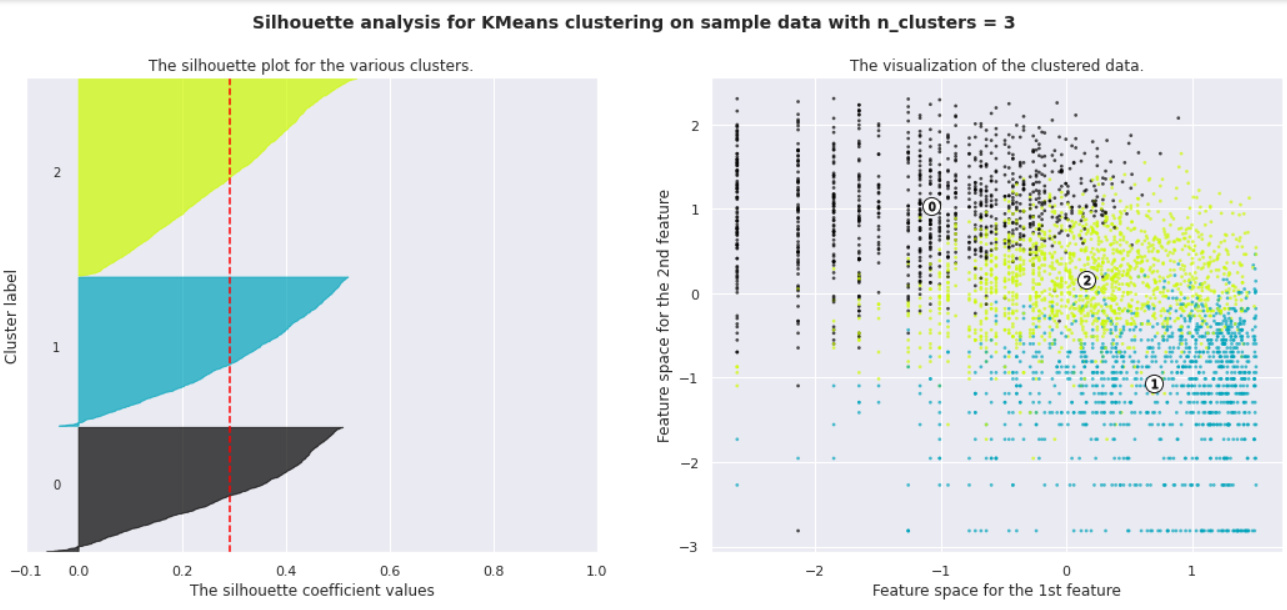 Silhouette analysis for KMeans clustering on sample data with n_clusters = 3
The silhouette plot for the various clusters.
Cluster label
2
1
0
−0.1 0.0 0.2 0.4 0.6 0.8 1.0
The silhouette coefficient values
The visualization of the clustered data.
Feature space for the 2nd feature
2
1
0
−1
−2
−3
0
2
1
−2 −1 0 1
Feature space for the 1st feature